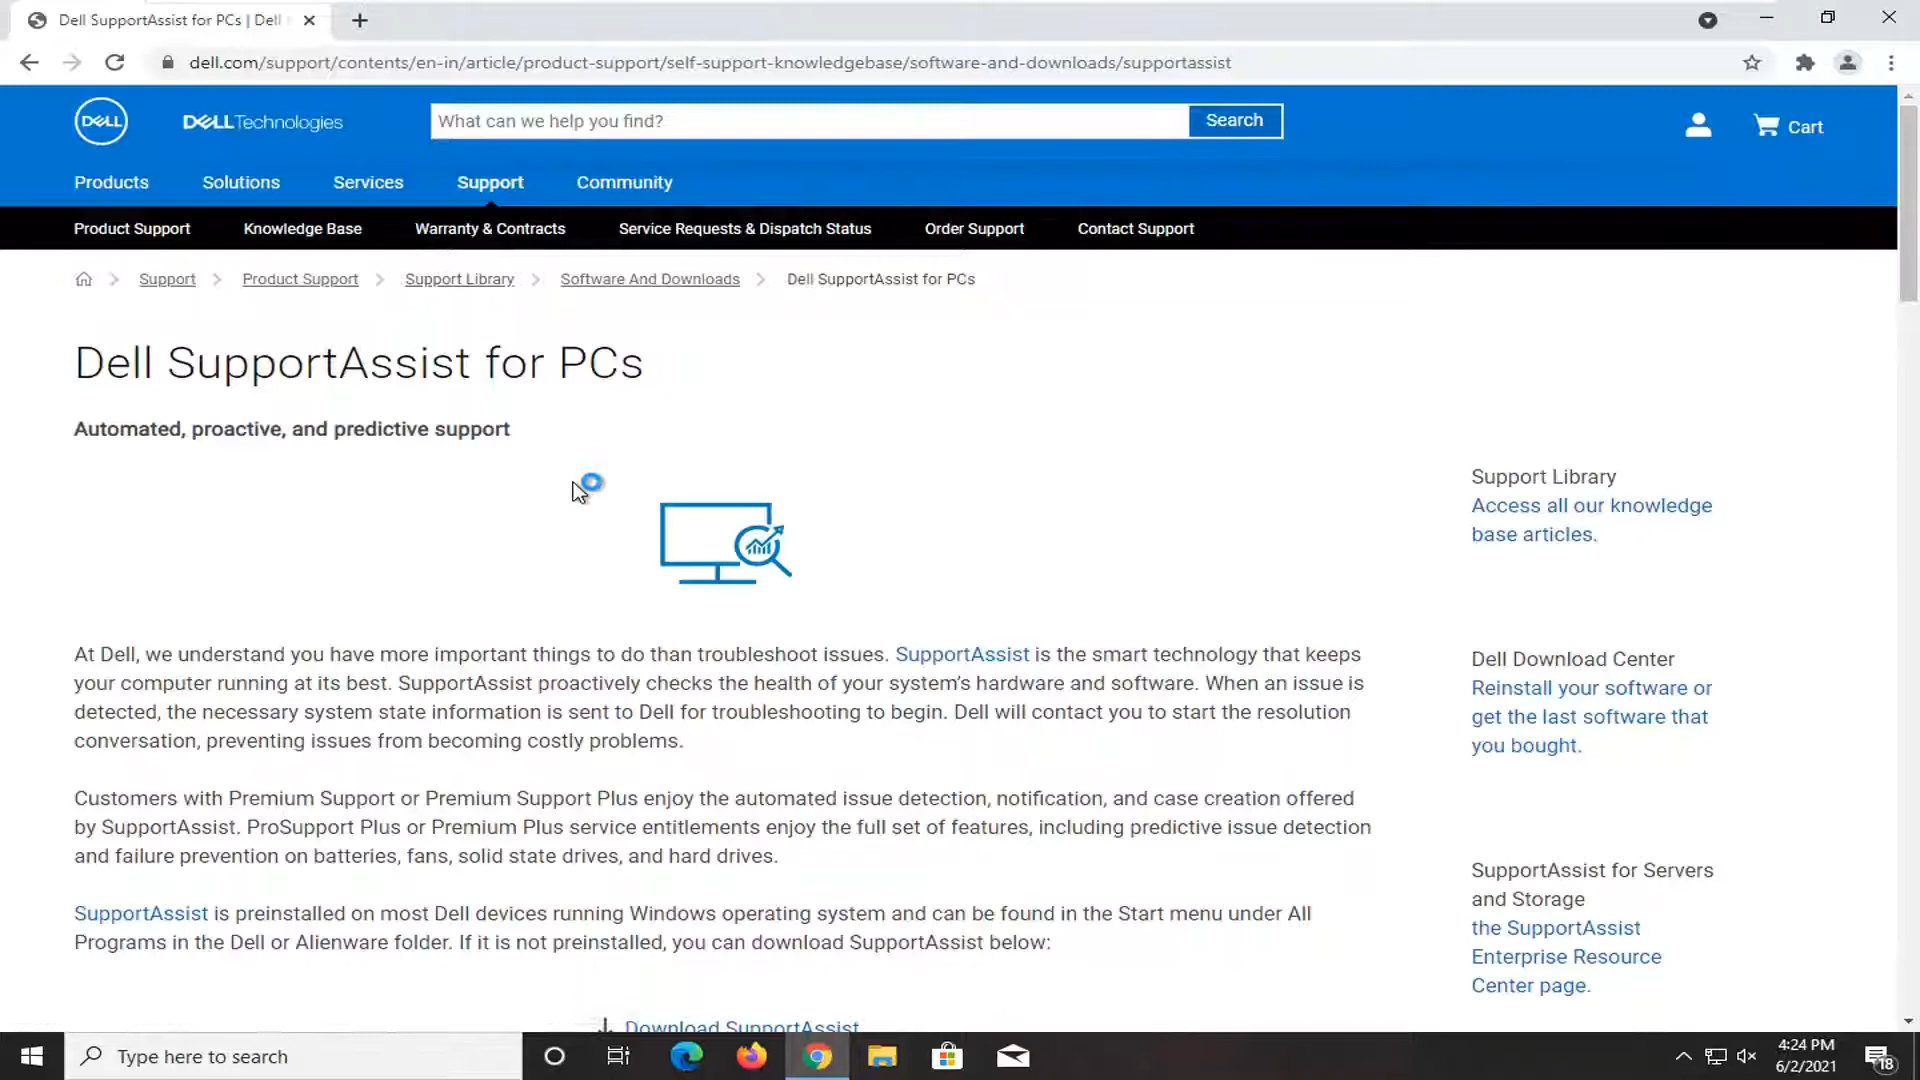 Dell SupportAssist for PCs | Dell
dell.com/support/contents/en-in/article/product-support/self-support-knowledgebase/software-and-downloads/supportassist
DELL
DELLTechnologies
What can we help you find?
Search
Cart
Products
Solutions
Services
Support
Community
Product Support
Knowledge Base
Warranty & Contracts
Service Requests & Dispatch Status
Order Support
Contact Support
Support
Product Support
Support Library
Software And Downloads
Dell SupportAssist for PCs
Dell SupportAssist for PCs
Automated, proactive, and predictive support
At Dell, we understand you have more important things to do than troubleshoot issues. SupportAssist is the smart technology that keeps
your computer running at its best. SupportAssist proactively checks the health of your system’s hardware and software. When an issue is
detected, the necessary system state information is sent to Dell for troubleshooting to begin. Dell will contact you to start the resolution
conversation, preventing issues from becoming costly problems.
Customers with Premium Support or Premium Support Plus enjoy the automated issue detection, notification, and case creation offered
by SupportAssist. ProSupport Plus or Premium Plus service entitlements enjoy the full set of features, including predictive issue detection
and failure prevention on batteries, fans, solid state drives, and hard drives.
SupportAssist is preinstalled on most Dell devices running Windows operating system and can be found in the Start menu under All
Programs in the Dell or Alienware folder. If it is not preinstalled, you can download SupportAssist below:
Download SupportAssist
Support Library
Access all our knowledge
base articles.
Dell Download Center
Reinstall your software or
get the last software that
you bought.
SupportAssist for Servers
and Storage
the SupportAssist
Enterprise Resource
Center page.
Type here to search
4:24 PM
6/2/2021
18